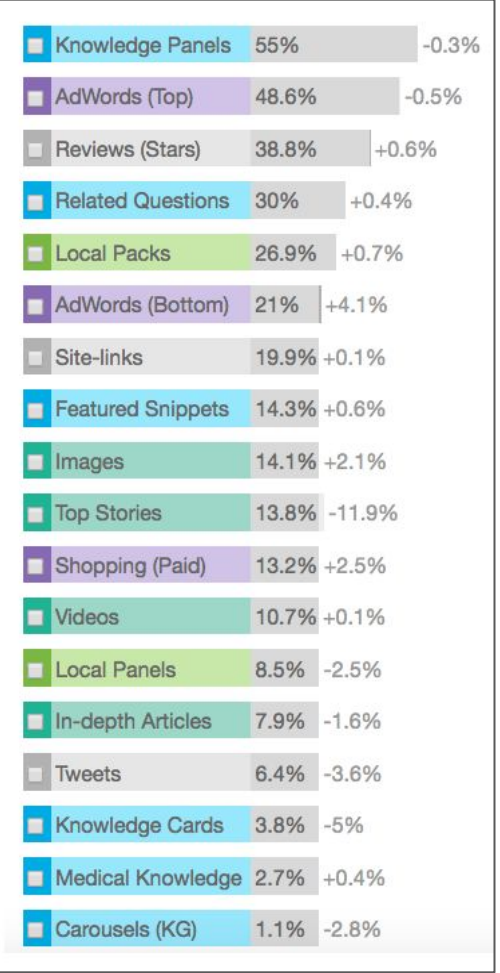 Knowledge Panels 55% -0.3%
AdWords (Top) 48.6% -0.5%
Reviews (Stars) 38.8% +0.6%
Related Questions 30% +0.4%
Local Packs 26.9% +0.7%
AdWords (Bottom) 21% +4.1%
Site-links 19.9% +0.1%
Featured Snippets 14.3% +0.6%
Images 14.1% +2.1%
Top Stories 13.8% -11.9%
Shopping (Paid) 13.2% +2.5%
Videos 10.7% +0.1%
Local Panels 8.5% -2.5%
In-depth Articles 7.9% -1.6%
Tweets 6.4% -3.6%
Knowledge Cards 3.8% -5%
Medical Knowledge 2.7% +0.4%
Carousels (KG) 1.1% -2.8%